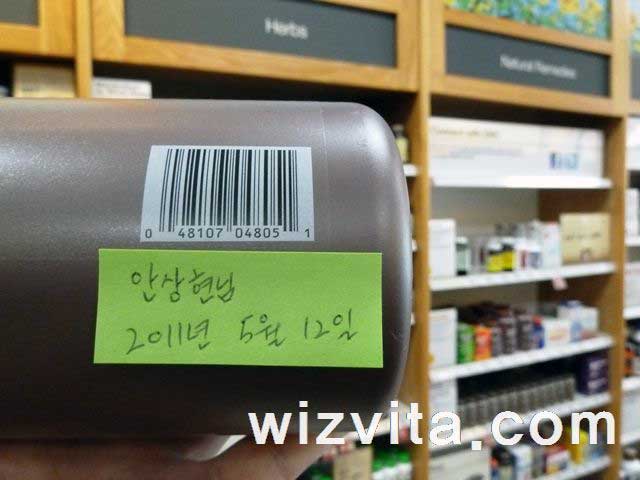 Herbs
Natural Remedies
0 48107 04805 1
안상현님
2011년 5월 12일
wizvita.com